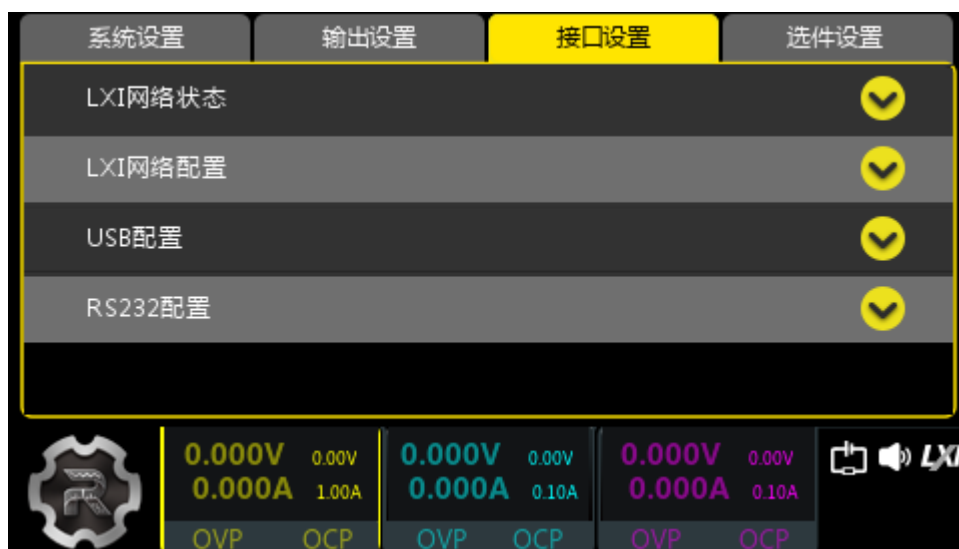 系统设置 输出设置 接口设置 选件设置
LXI网络状态
LXI网络配置
USB配置
RS232配置
0.000V 0.00V 0.000V 0.00V 0.000V 0.00V
0.000A 1.00A 0.000A 0.10A 0.000A 0.10A
OVP OCP OVP OCP OVP OCP
LXI